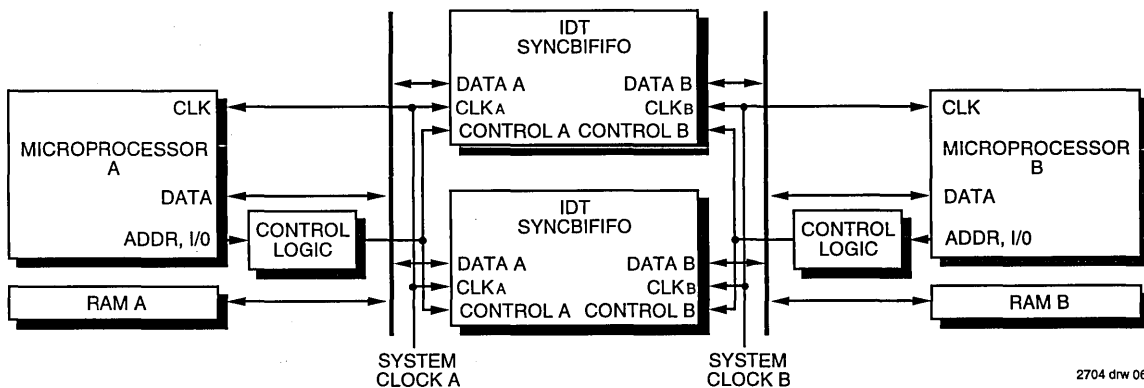 IDT
SYNCBIFIFO
DATA A DATA B
CLKA CLKB
CONTROL A CONTROL B
CLK
MICROPROCESSOR
A
DATA
ADDR, I/0
CONTROL
LOGIC
RAM A
IDT
SYNCBIFIFO
DATA A DATA B
CLKA CLKB
CONTROL A CONTROL B
CLK
MICROPROCESSOR
B
DATA
ADDR, I/0
CONTROL
LOGIC
RAM B
SYSTEM
CLOCK A
SYSTEM
CLOCK B
2704 drw